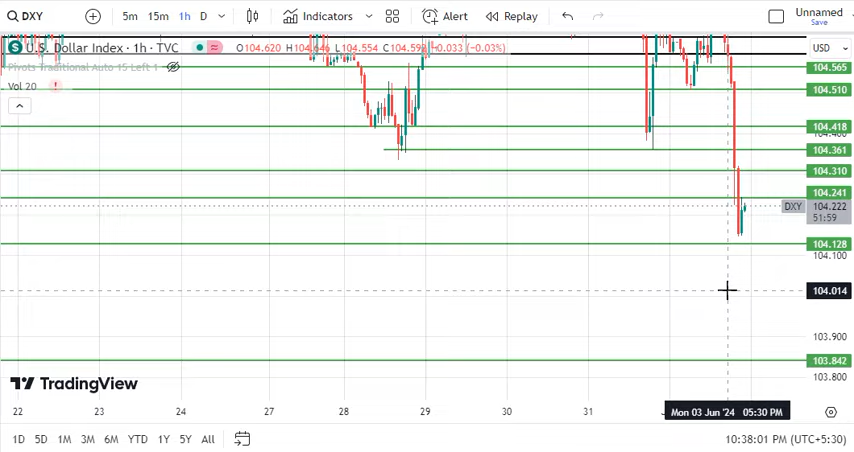 DXY 5m 15m 1h D Indicators Alert Replay Unnamed
Save
S U.S. Dollar Index · 1h · TVC O104.620 H104.646 L104.554 −0.033 (−0.03%) USD
Pivots Traditional Auto 15 Left 1
Vol 20
104.565
104.510
104.418
104.400
104.361
104.310
104.241
DXY 104.222
51:59
104.128
104.100
104.014
103.900
103.842
103.800
TradingView
22 23 24 27 28 29 30 31 Mon 03 Jun '24 05:30 PM
1D 5D 1M 3M 6M YTD 1Y 5Y All 10:38:01 PM (UTC+5:30)